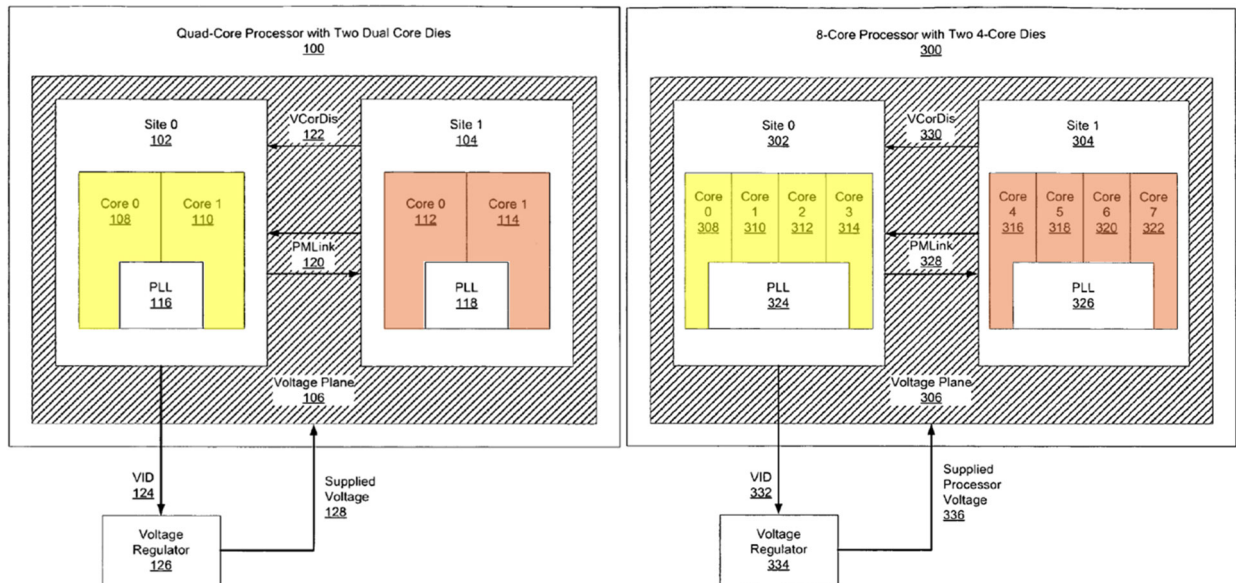 Quad-Core Processor with Two Dual Core Dies
100
Site 0
102
VCorDis
122
Site 1
104
Core 0
108
Core 1
110
Core 0
112
Core 1
114
PMLink
120
PLL
116
PLL
118
Voltage Plane
106
VID
124
Supplied
Voltage
128
Voltage
Regulator
126
8-Core Processor with Two 4-Core Dies
300
Site 0
302
VCorDis
330
Site 1
304
Core
0
308
Core
1
310
Core
2
312
Core
3
314
Core
4
316
Core
5
318
Core
6
320
Core
7
322
PMLink
328
PLL
324
PLL
326
Voltage Plane
306
VID
332
Supplied
Processor
Voltage
336
Voltage
Regulator
334